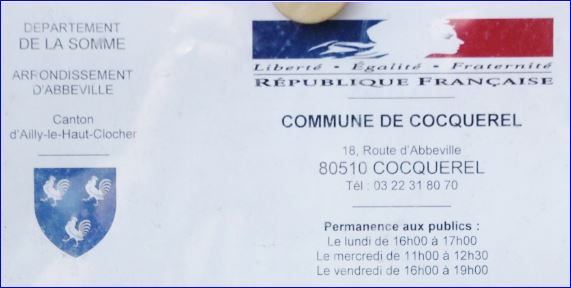 DEPARTEMENT
DE LA SOMME
ARRONDISSEMENT
D'ABBEVILLE
Canton
d'Ailly-le-Haut-Clocher
Liberté • Égalité • Fraternité
RÉPUBLIQUE FRANÇAISE
COMMUNE DE COCQUEREL
18, Route d'Abbeville
80510 COCQUEREL
Tél : 03 22 31 80 70
Permanence aux publics :
Le lundi de 16h00 à 17h00
Le mercredi de 11h00 à 12h30
Le vendredi de 16h00 à 19h00